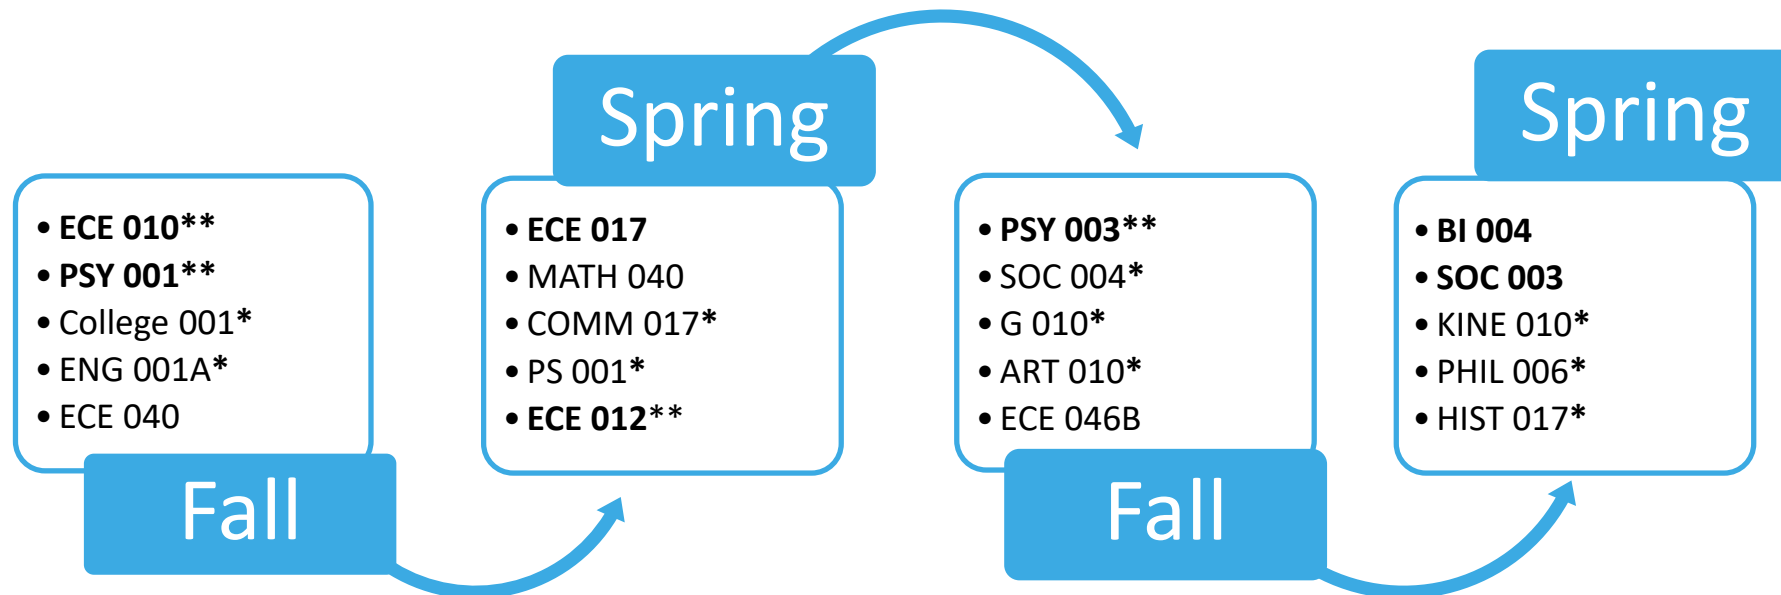 • ECE 010**
• PSY 001**
• College 001*
• ENG 001A*
• ECE 040
Fall
Spring
• ECE 017
• MATH 040
• COMM 017*
• PS 001*
• ECE 012**
• PSY 003**
• SOC 004*
• G 010*
• ART 010*
• ECE 046B
Fall
Spring
• BI 004
• SOC 003
• KINE 010*
• PHIL 006*
• HIST 017*